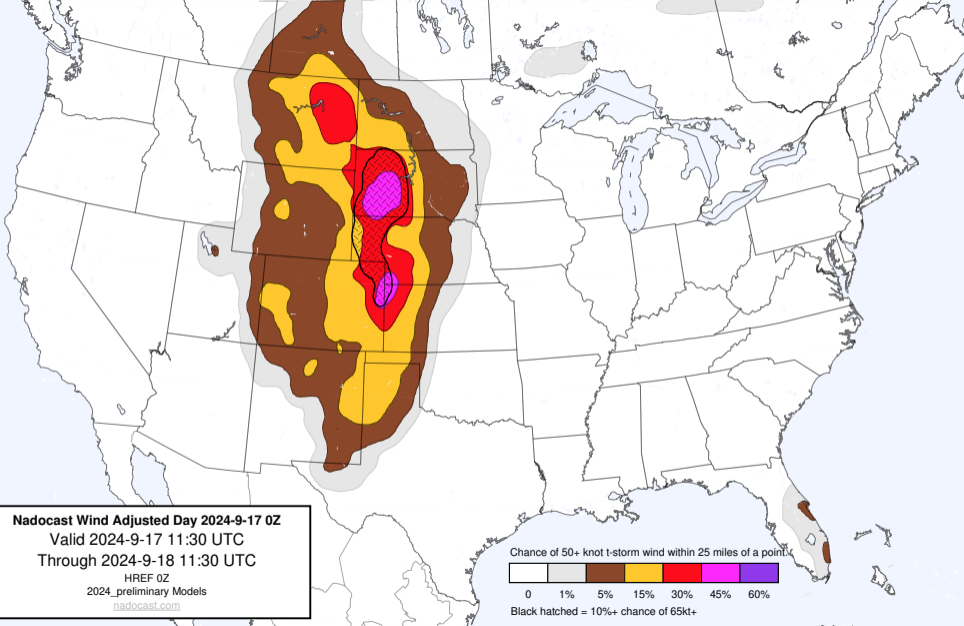 Nadocast Wind Adjusted Day 2024-9-17 0Z
Valid 2024-9-17 11:30 UTC
Through 2024-9-18 11:30 UTC
HREF 0Z
2024_preliminary Models
nadocast.com
Chance of 50+ knot t-storm wind within 25 miles of a point.
0 1% 5% 15% 30% 45% 60%
Black hatched = 10%+ chance of 65kt+